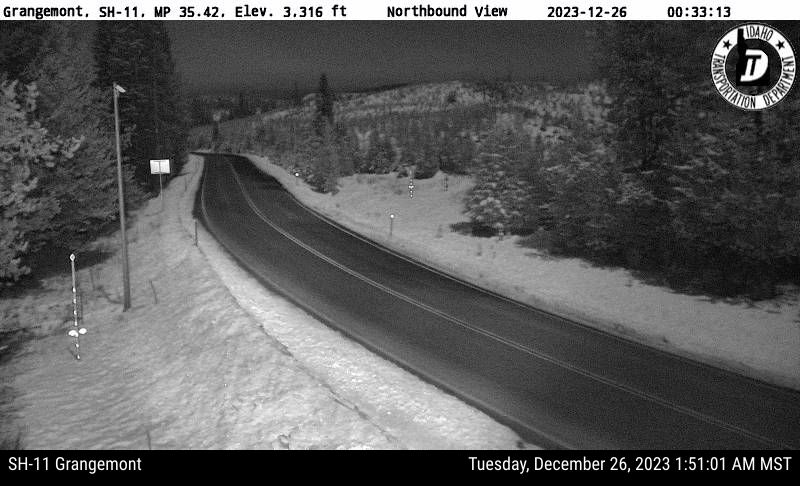 Grangemont, SH-11, MP 35.42, Elev. 3,316 ft Northbound View 2023-12-26 00:33:13
IDAHO
TRANSPORTATION DEPARTMENT
SH-11 Grangemont Tuesday, December 26, 2023 1:51:01 AM MST